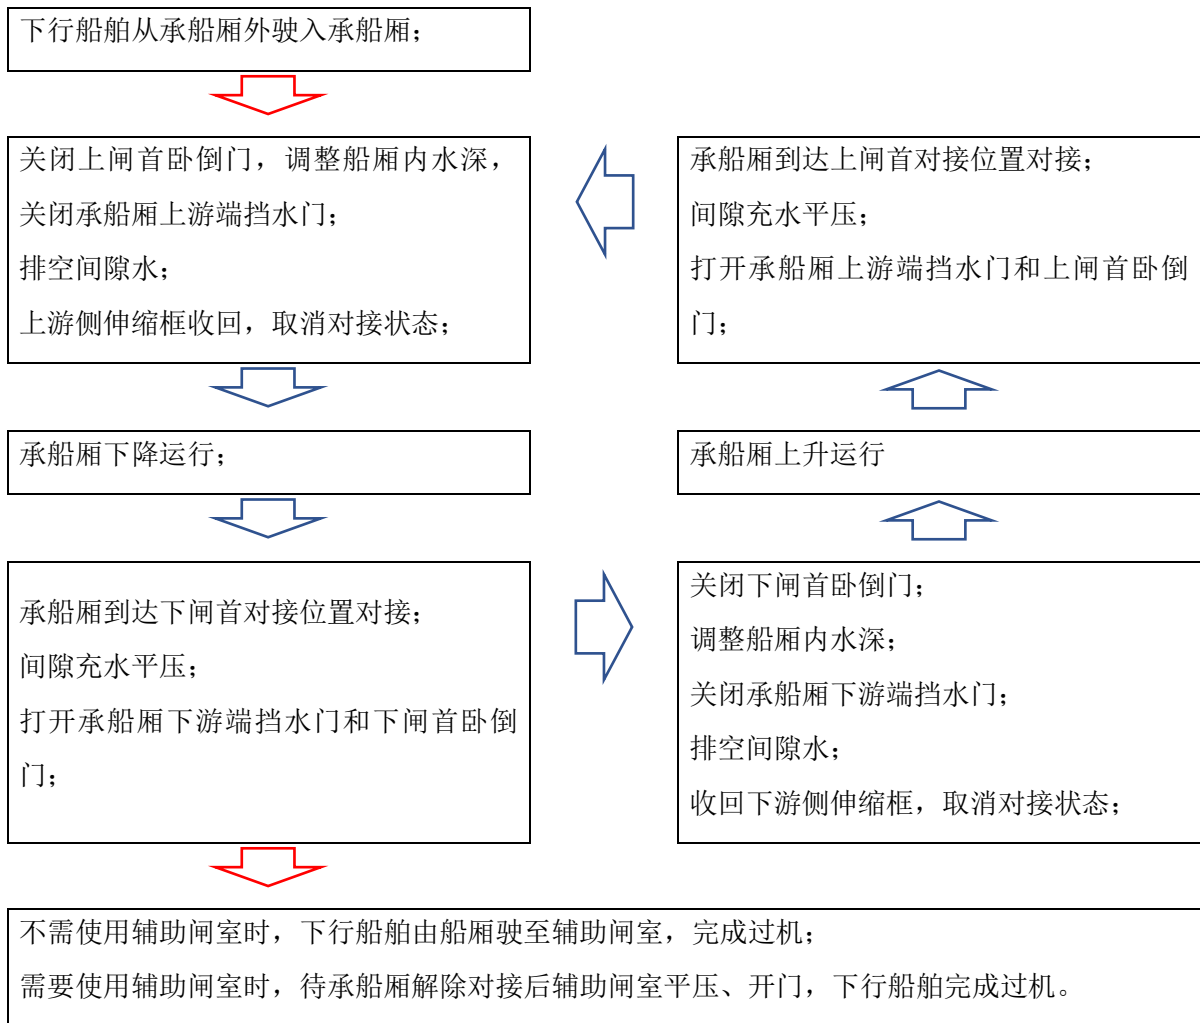 下行船舶从承船厢外驶入承船厢；
关闭上闸首卧倒门，调整船厢内水深，
关闭承船厢上游端挡水门；
排空间隙水；
上游侧伸缩框收回，取消对接状态；
承船厢到达上闸首对接位置对接；
间隙充水平压；
打开承船厢上游端挡水门和上闸首卧倒
门；
承船厢下降运行；
承船厢上升运行
承船厢到达下闸首对接位置对接；
间隙充水平压；
打开承船厢下游端挡水门和下闸首卧倒
门；
关闭下闸首卧倒门；
调整船厢内水深；
关闭承船厢下游端挡水门；
排空间隙水；
收回下游侧伸缩框，取消对接状态；
不需使用辅助闸室时，下行船舶由船厢驶至辅助闸室，完成过机；
需要使用辅助闸室时，待承船厢解除对接后辅助闸室平压、开门，下行船舶完成过机。